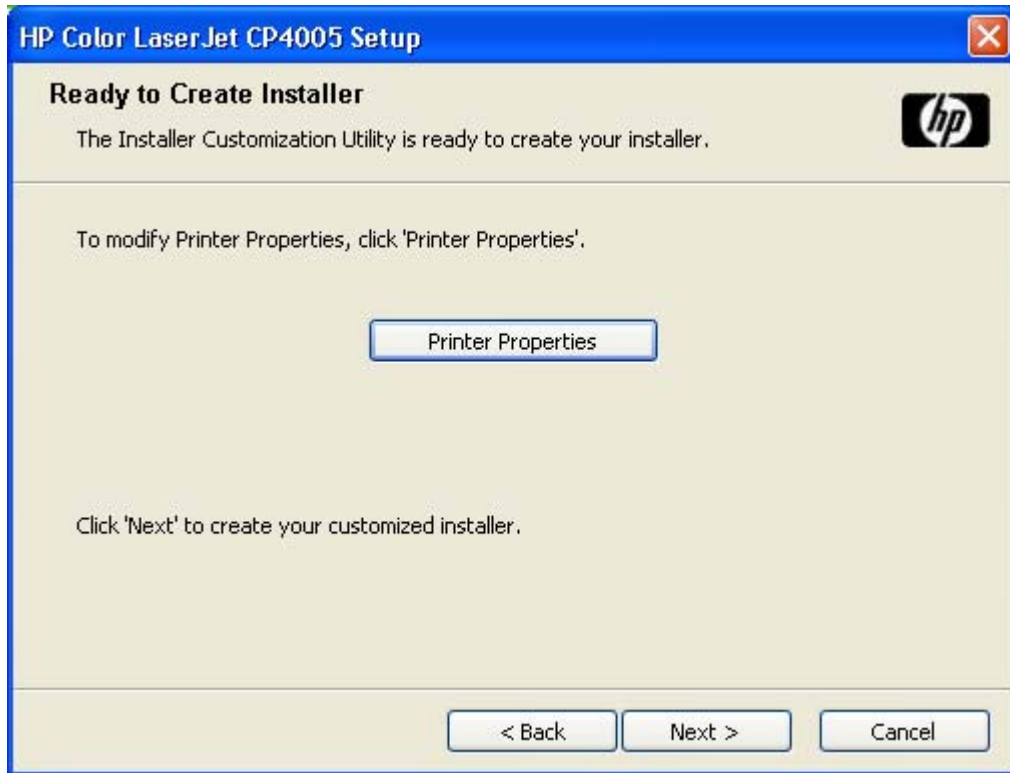 HP Color LaserJet CP4005 Setup
Ready to Create Installer
The Installer Customization Utility is ready to create your installer.
hp
To modify Printer Properties, click 'Printer Properties'.
Printer Properties
Click 'Next' to create your customized installer.
< Back
Next >
Cancel